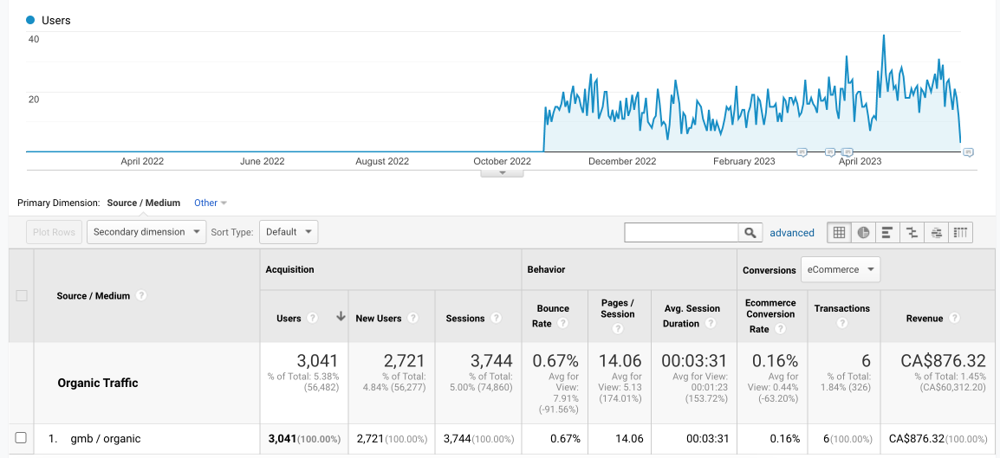 Users
40
20
April 2022 June 2022 August 2022 October 2022 December 2022 February 2023 April 2023
Primary Dimension: Source / Medium Other
Plot Rows Secondary dimension Sort Type: Default advanced
Acquisition Behavior Conversions eCommerce
Source / Medium ? Users ? New Users ? Sessions ? Bounce Rate ? Pages / Session ? Avg. Session Duration ? Ecommerce Conversion Rate ? Transactions ? Revenue ?
Organic Traffic
3,041
% of Total: 5.38%
(56,482)
2,721
% of Total:
4.84% (56,277)
3,744
% of Total:
5.00% (74,860)
0.67%
Avg for
View:
7.91%
(-91.56%)
14.06
Avg for
View: 5.13
(174.01%)
00:03:31
Avg for View:
00:01:23
(153.72%)
0.16%
Avg for
View: 0.44%
(-63.20%)
6
% of Total:
1.84% (326)
CA$876.32
% of Total: 1.45%
(CA$60,312.20)
1. gmb / organic 3,041(100.00%) 2,721(100.00%) 3,744(100.00%) 0.67% 14.06 00:03:31 0.16% 6(100.00%) CA$876.32(100.00%)